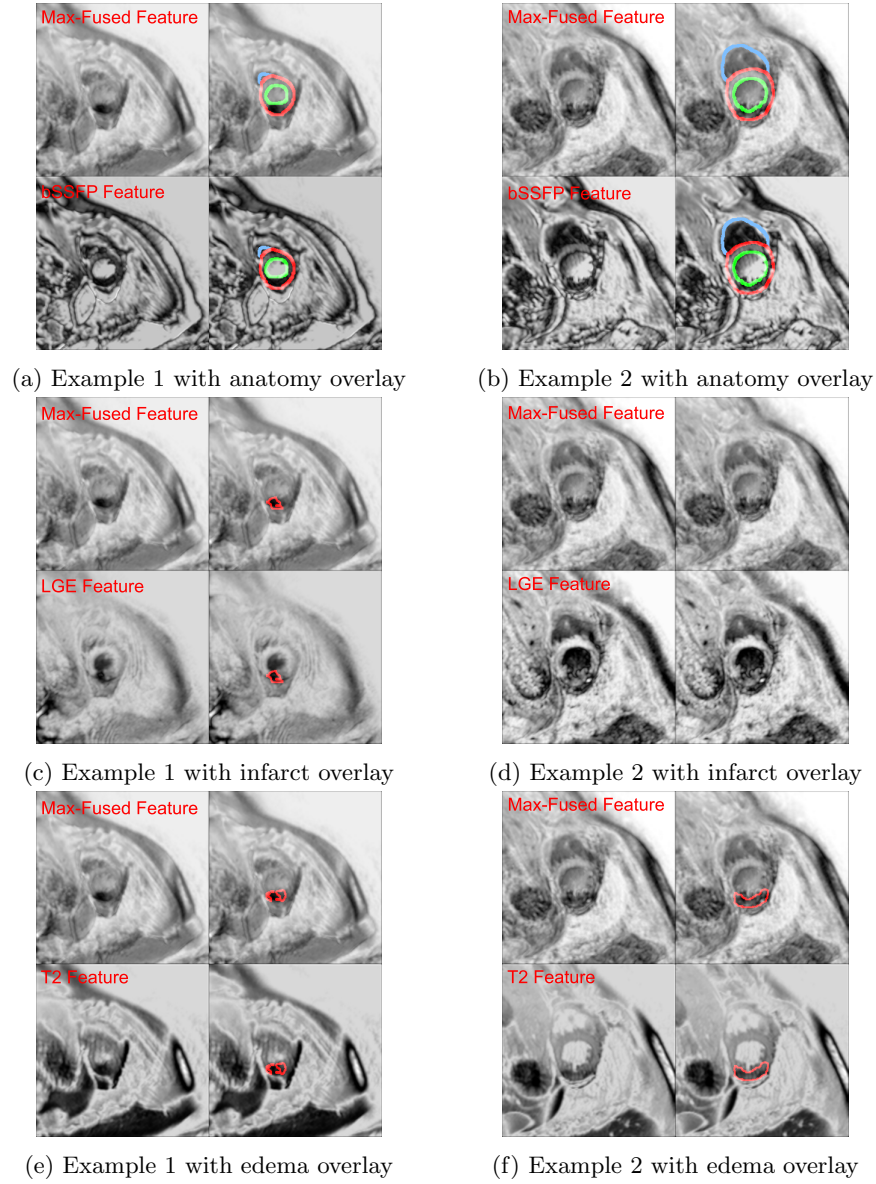 Max-Fused Feature
Max-Fused Feature
bSSFP Feature
bSSFP Feature
(a) Example 1 with anatomy overlay
(b) Example 2 with anatomy overlay
Max-Fused Feature
Max-Fused Feature
LGE Feature
LGE Feature
(c) Example 1 with infarct overlay
(d) Example 2 with infarct overlay
Max-Fused Feature
Max-Fused Feature
T2 Feature
T2 Feature
(e) Example 1 with edema overlay
(f) Example 2 with edema overlay